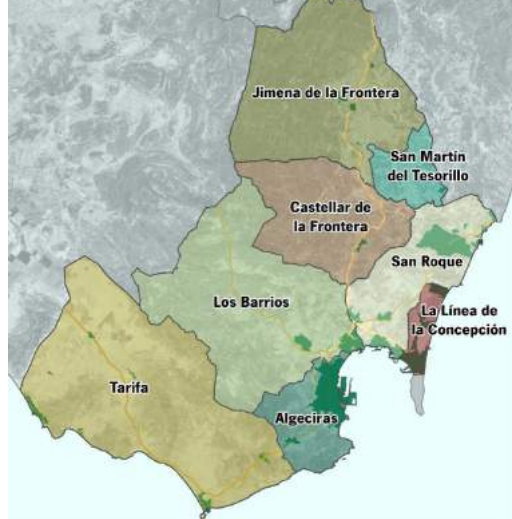 Jimena de la Frontera
San Martín
del Tesorillo
Castellar de
la Frontera
San Roque
La Línea de
la Concepción
Los Barrios
Tarifa
Algeciras